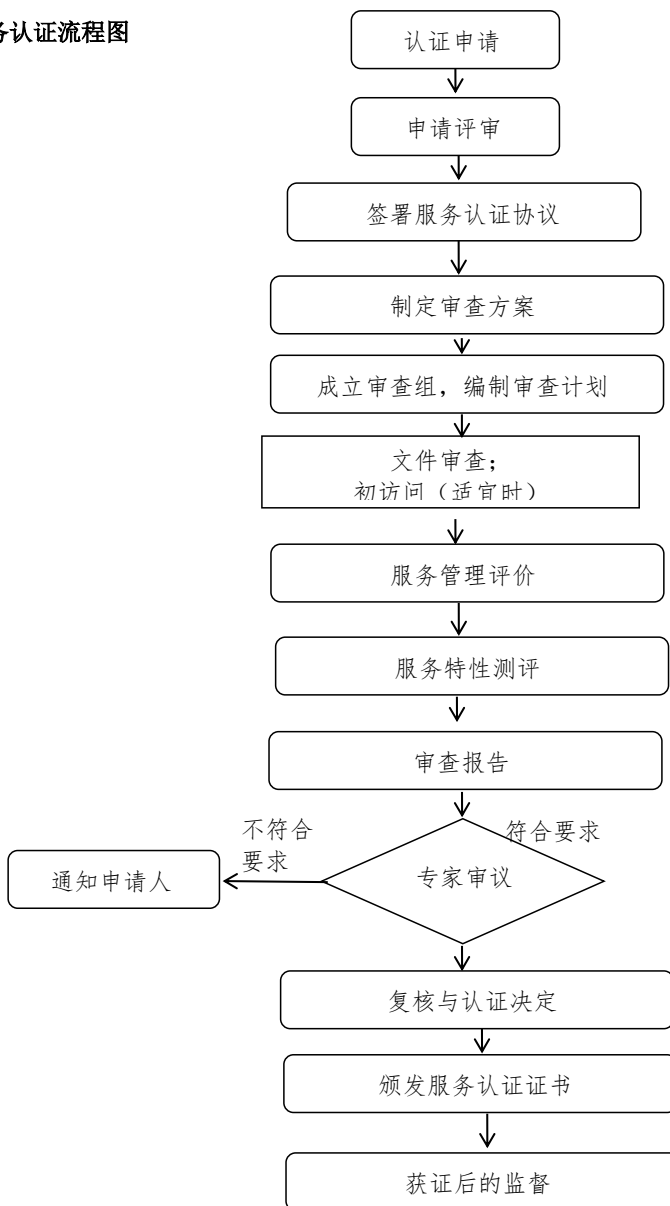 务认证流程图
认证申请
申请评审
签署服务认证协议
制定审查方案
成立审查组，编制审查计划
文件审查；
初访问（适宜时）
服务管理评价
服务特性测评
审查报告
不符合
要求
符合要求
通知申请人
专家审议
复核与认证决定
颁发服务认证证书
获证后的监督